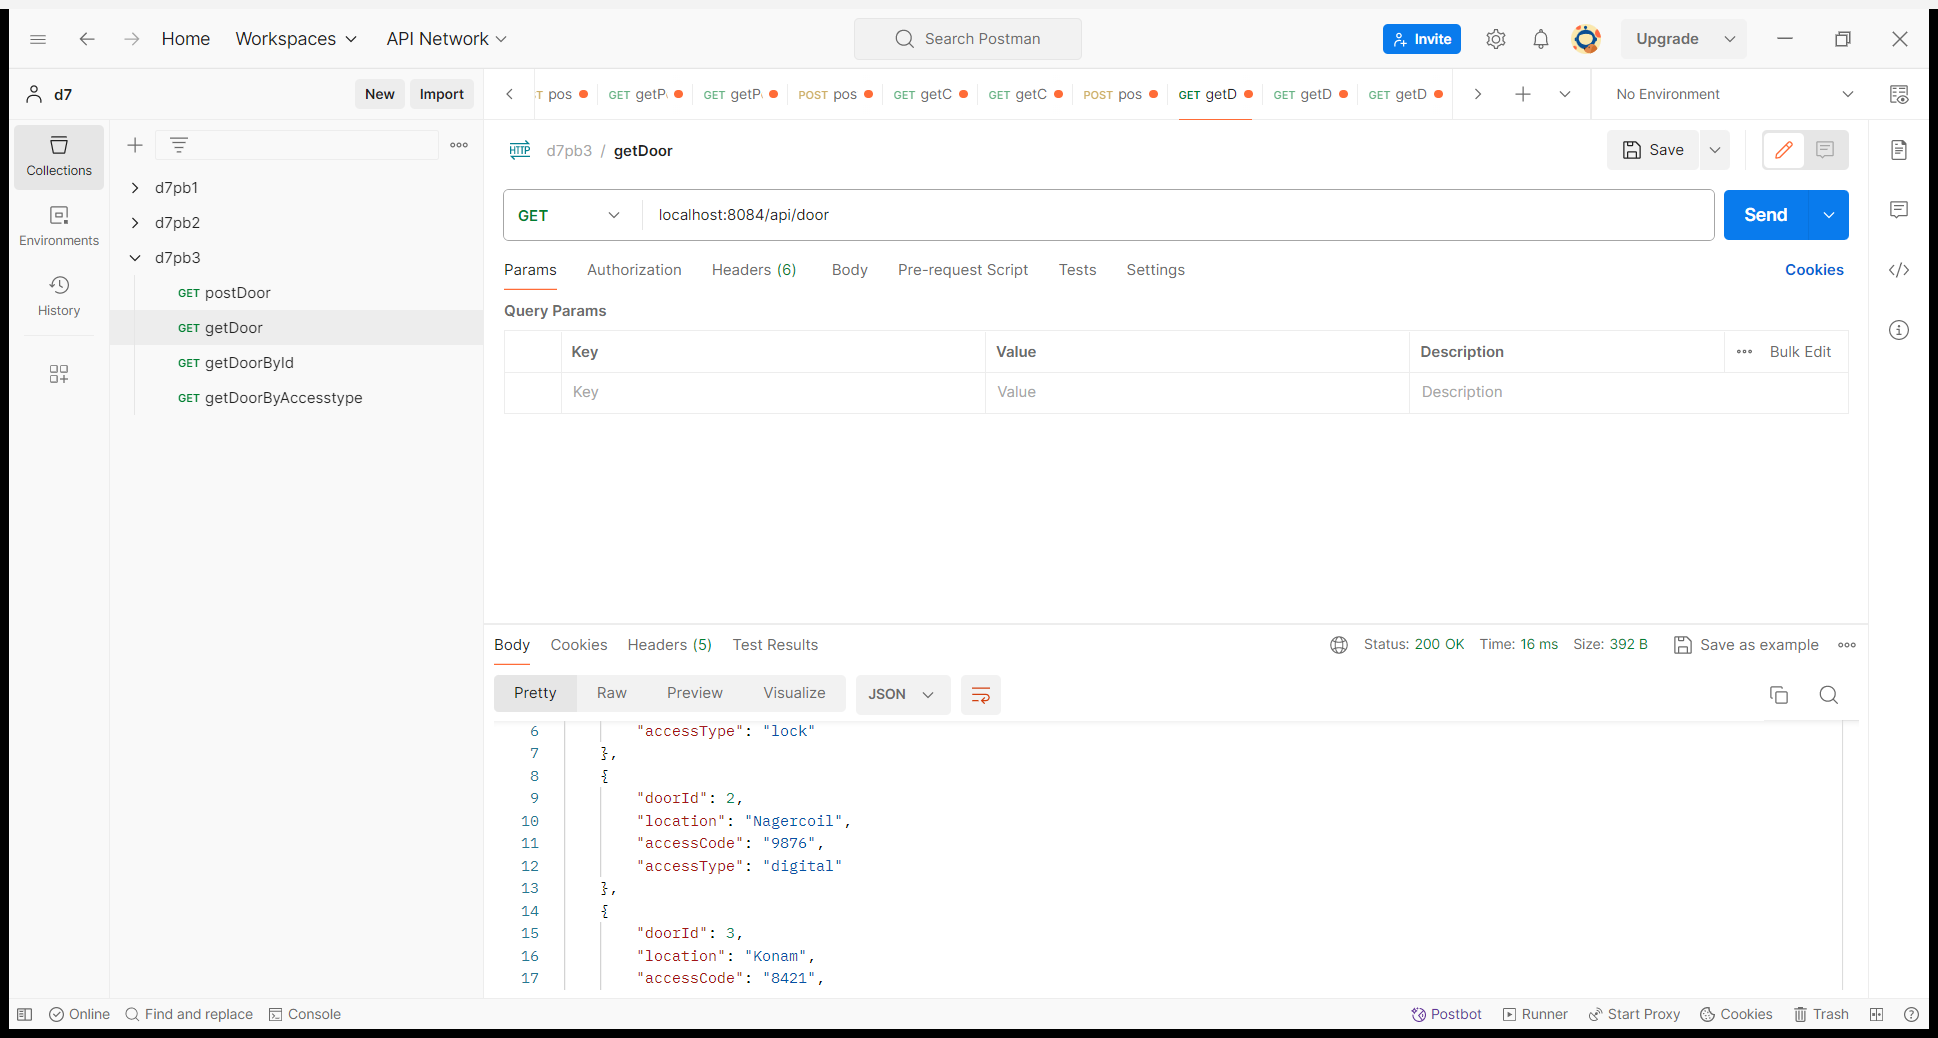 Home Workspaces API Network Search Postman Invite Upgrade
d7 New Import
pos GET getP GET getP POST pos GET getC GET getC POST pos GET getD GET getD GET getD No Environment
Collections
Environments
History
d7pb1
d7pb2
d7pb3
GET postDoor
GET getDoor
GET getDoorById
GET getDoorByAccesstype
HTTP d7pb3 / getDoor Save
GET localhost:8084/api/door Send
Params Authorization Headers (6) Body Pre-request Script Tests Settings Cookies
Query Params
Key Value Description Bulk Edit
Key Value Description
Body Cookies Headers (5) Test Results Status: 200 OK Time: 16 ms Size: 392 B Save as example
Pretty Raw Preview Visualize JSON
6 "accessType": "lock"
7 },
8 {
9 "doorId": 2,
10 "location": "Nagercoil",
11 "accessCode": "9876",
12 "accessType": "digital"
13 },
14 {
15 "doorId": 3,
16 "location": "Konam",
17 "accessCode": "8421",
Online Find and replace Console Postbot Runner Start Proxy Cookies Trash